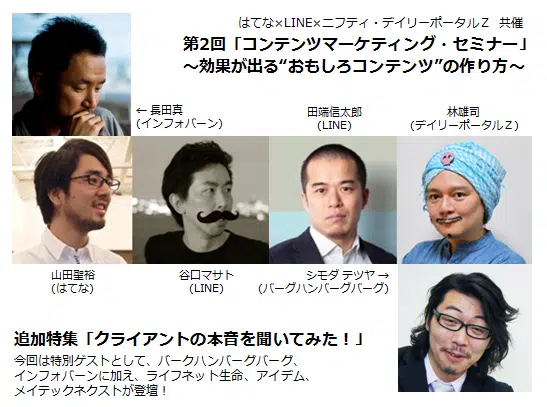 はてな×LINE×ニフティ・デイリーポータルＺ 共催
第2回「コンテンツマーケティング・セミナー」
～効果が出る“おもしろコンテンツ”の作り方～
← 長田真
(インフォバーン)
田端信太郎
(LINE)
林雄司
(デイリーポータルＺ)
山田聖裕
(はてな)
谷口マサト
(LINE)
シモダ テツヤ →
(バーグハンバーグバーグ)
追加特集「クライアントの本音を聞いてみた！」
今回は特別ゲストとして、バークハンバーグバーグ、
インフォバーンに加え、ライフネット生命、アイデム、
メイテックネクストが登壇！